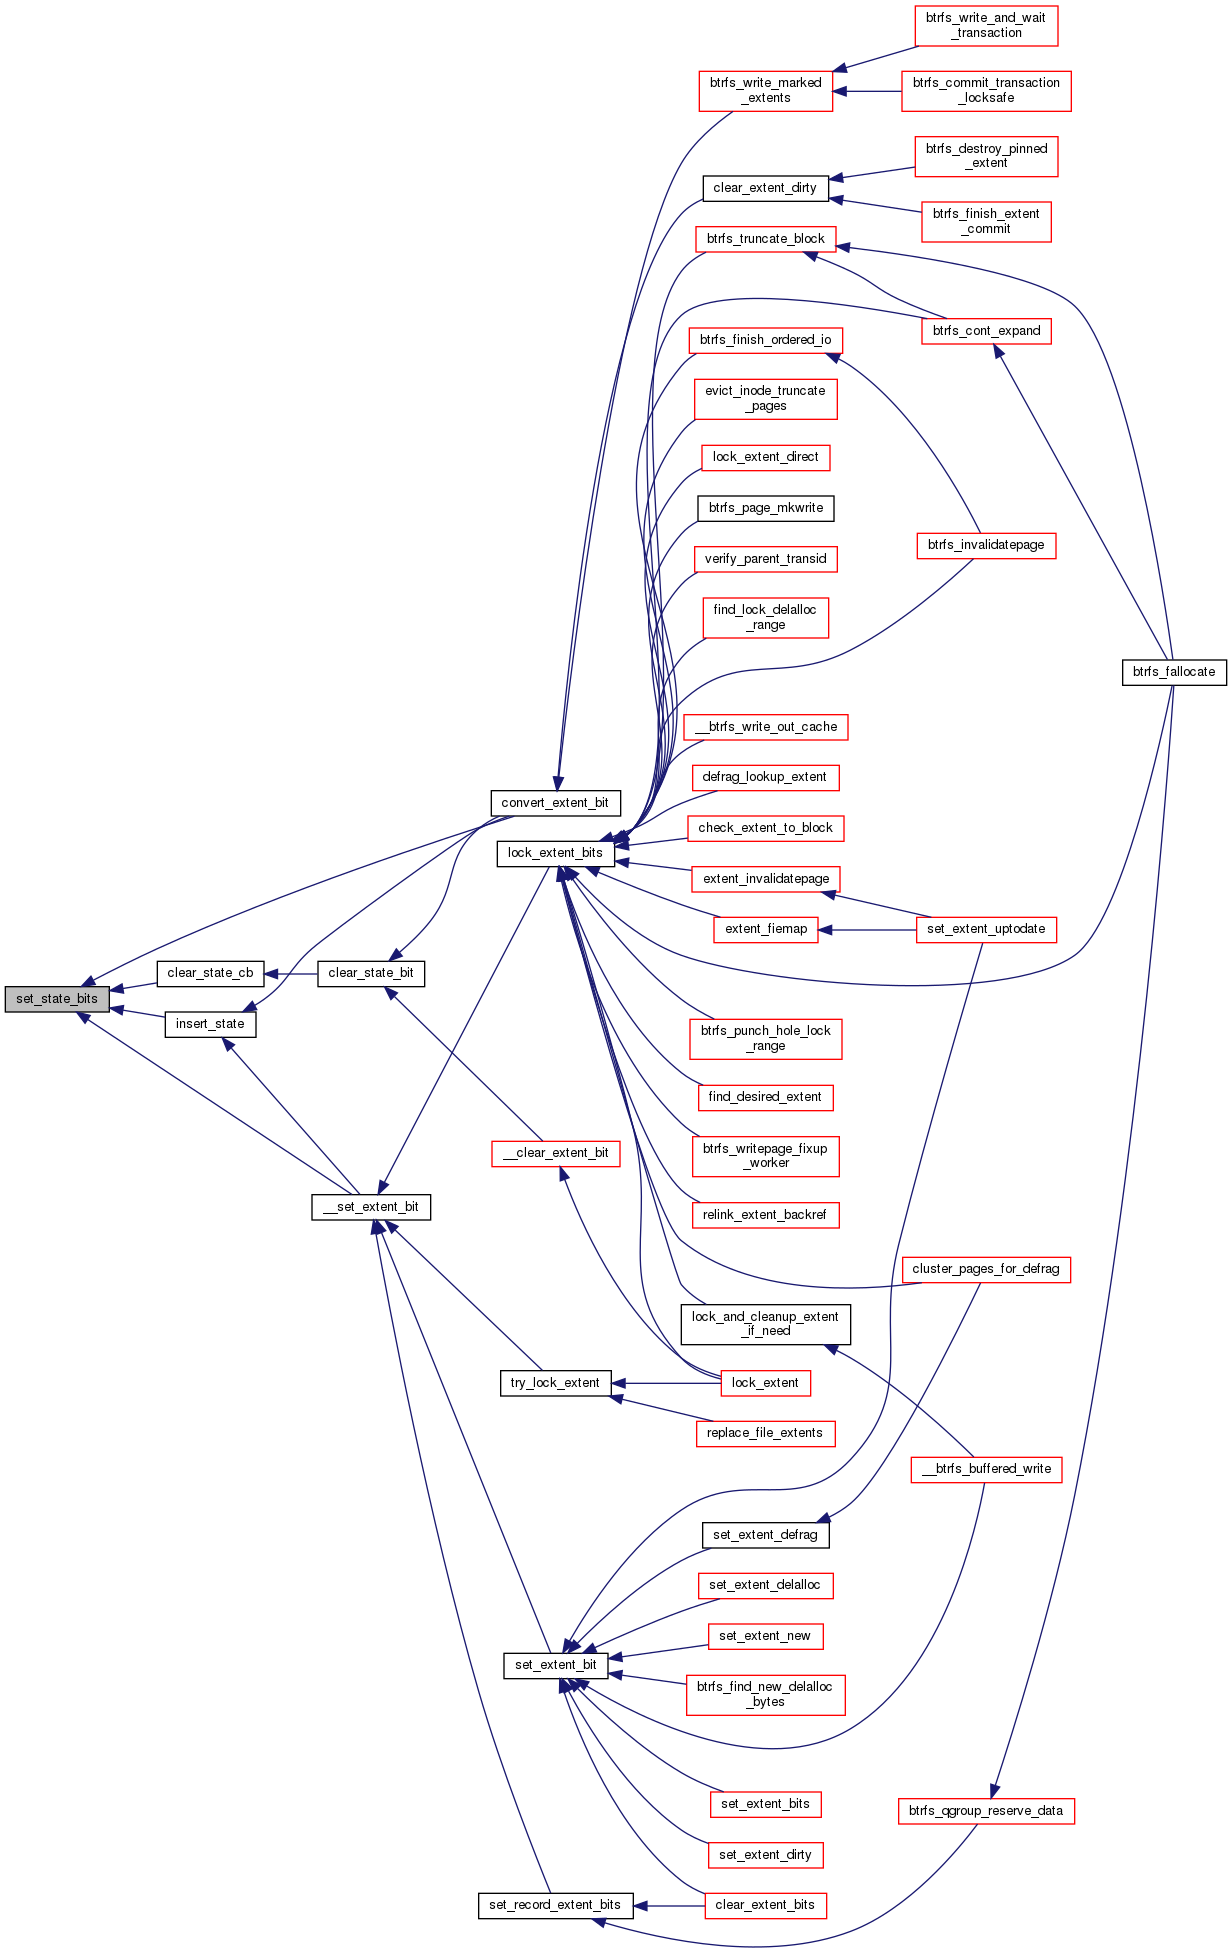 btrfs_write_and_wait
_transaction
btrfs_write_marked
_extents
btrfs_commit_transaction
_locksafe
btrfs_destroy_pinned
_extent
clear_extent_dirty
btrfs_finish_extent
_commit
btrfs_truncate_block
btrfs_cont_expand
btrfs_finish_ordered_io
evict_inode_truncate
_pages
lock_extent_direct
btrfs_page_mkwrite
btrfs_invalidatepage
verify_parent_transid
find_lock_delalloc
_range
btrfs_fallocate
__btrfs_write_out_cache
defrag_lookup_extent
convert_extent_bit
check_extent_to_block
lock_extent_bits
extent_invalidatepage
extent_fiemap
set_extent_uptodate
clear_state_cb
clear_state_bit
set_state_bits
insert_state
btrfs_punch_hole_lock
_range
find_desired_extent
__clear_extent_bit
btrfs_writepage_fixup
_worker
__set_extent_bit
relink_extent_backref
cluster_pages_for_defrag
lock_and_cleanup_extent
_if_need
try_lock_extent
lock_extent
replace_file_extents
__btrfs_buffered_write
set_extent_defrag
set_extent_delalloc
set_extent_new
set_extent_bit
btrfs_find_new_delalloc
_bytes
set_extent_bits
btrfs_qgroup_reserve_data
set_extent_dirty
set_record_extent_bits
clear_extent_bits